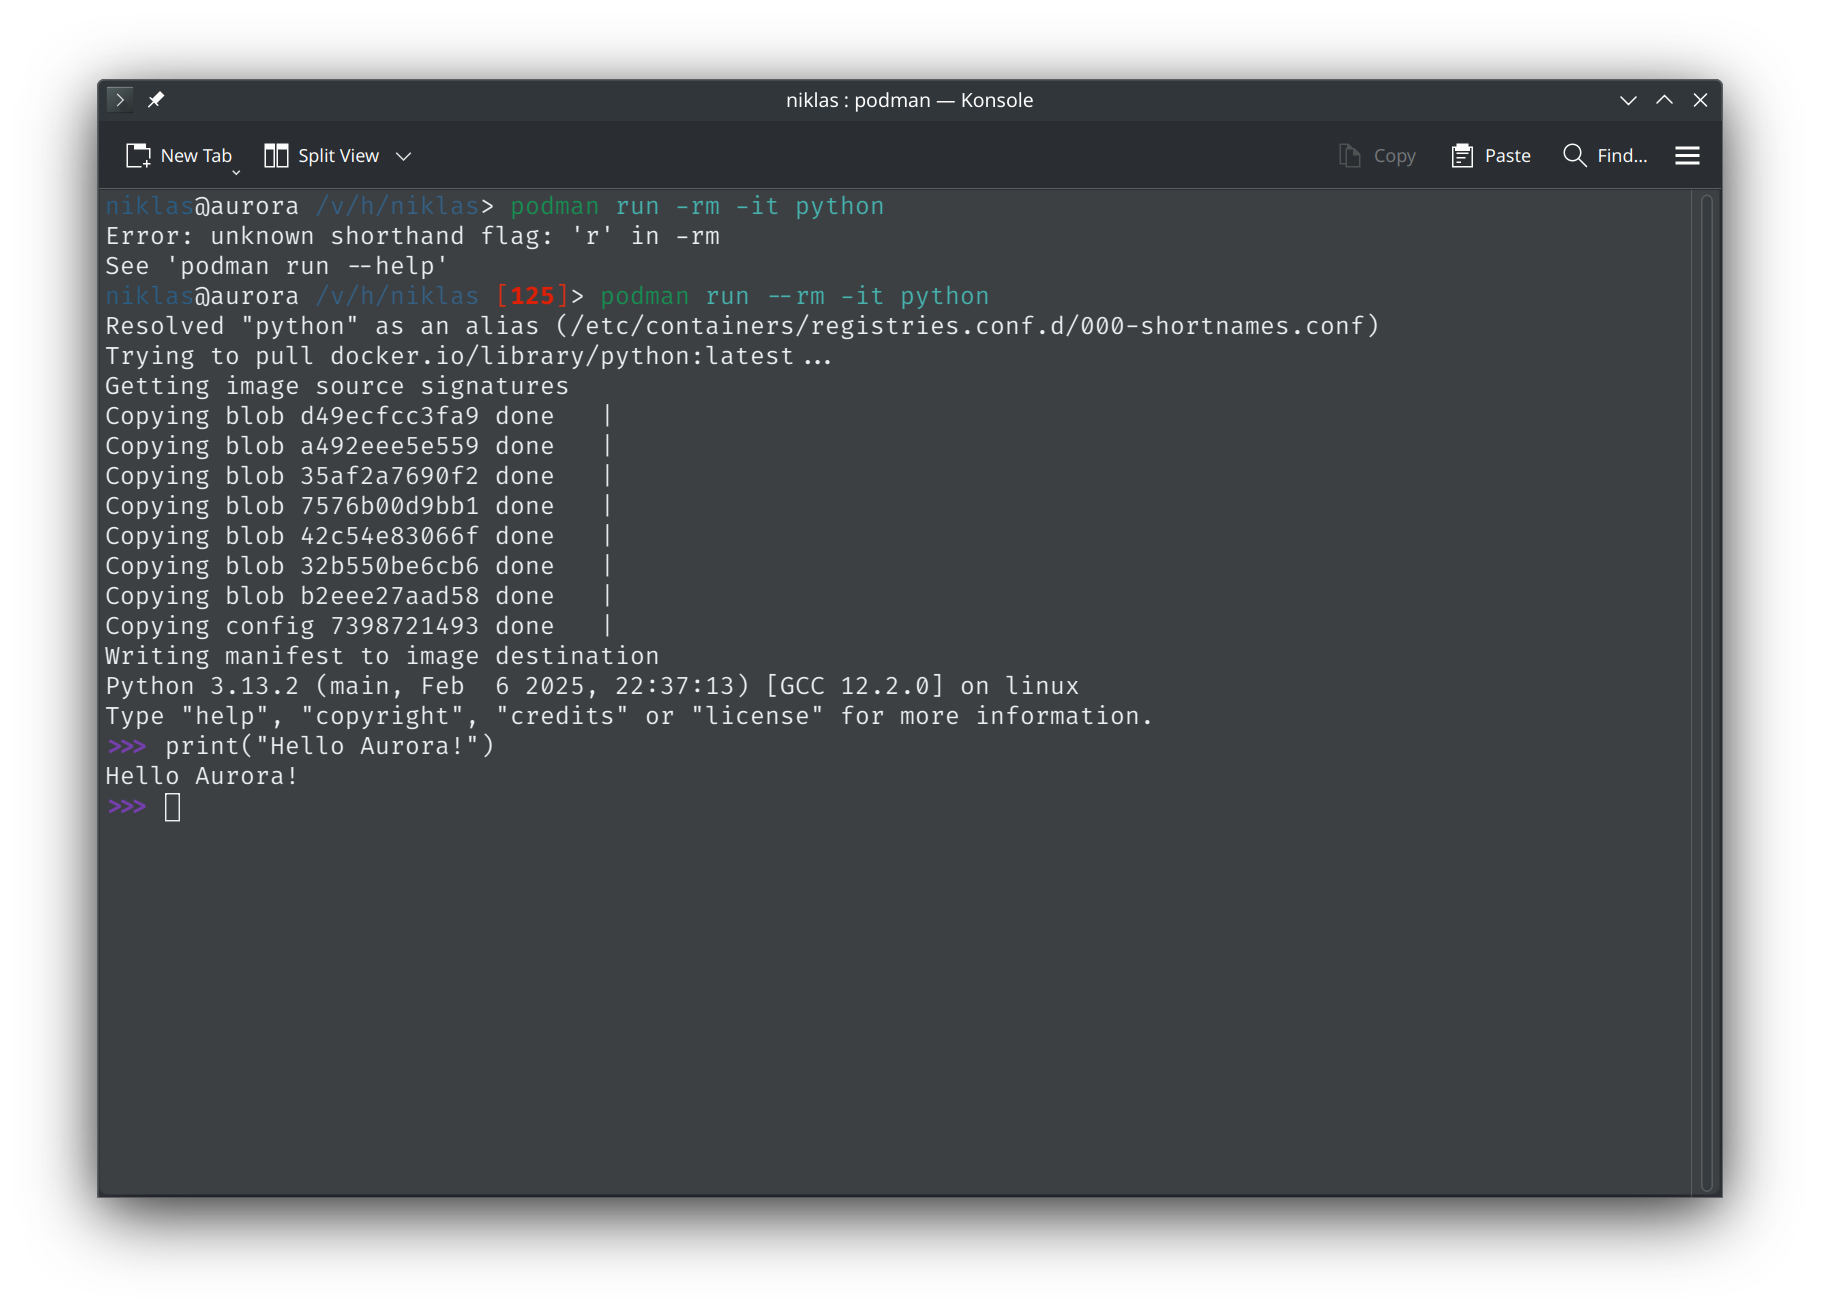 niklas : podman — Konsole
New Tab Split View Copy Paste Find...
niklas@aurora /v/h/niklas> podman run -rm -it python
Error: unknown shorthand flag: 'r' in -rm
See 'podman run --help'
niklas@aurora /v/h/niklas [125]> podman run --rm -it python
Resolved "python" as an alias (/etc/containers/registries.conf.d/000-shortnames.conf)
Trying to pull docker.io/library/python:latest...
Getting image source signatures
Copying blob d49ecfcc3fa9 done   |
Copying blob a492eee5e559 done   |
Copying blob 35af2a7690f2 done   |
Copying blob 7576b00d9bb1 done   |
Copying blob 42c54e83066f done   |
Copying blob 32b550be6cb6 done   |
Copying blob b2eee27aad58 done   |
Copying config 7398721493 done   |
Writing manifest to image destination
Python 3.13.2 (main, Feb  6 2025, 22:37:13) [GCC 12.2.0] on linux
Type "help", "copyright", "credits" or "license" for more information.
>>> print("Hello Aurora!")
Hello Aurora!
>>>